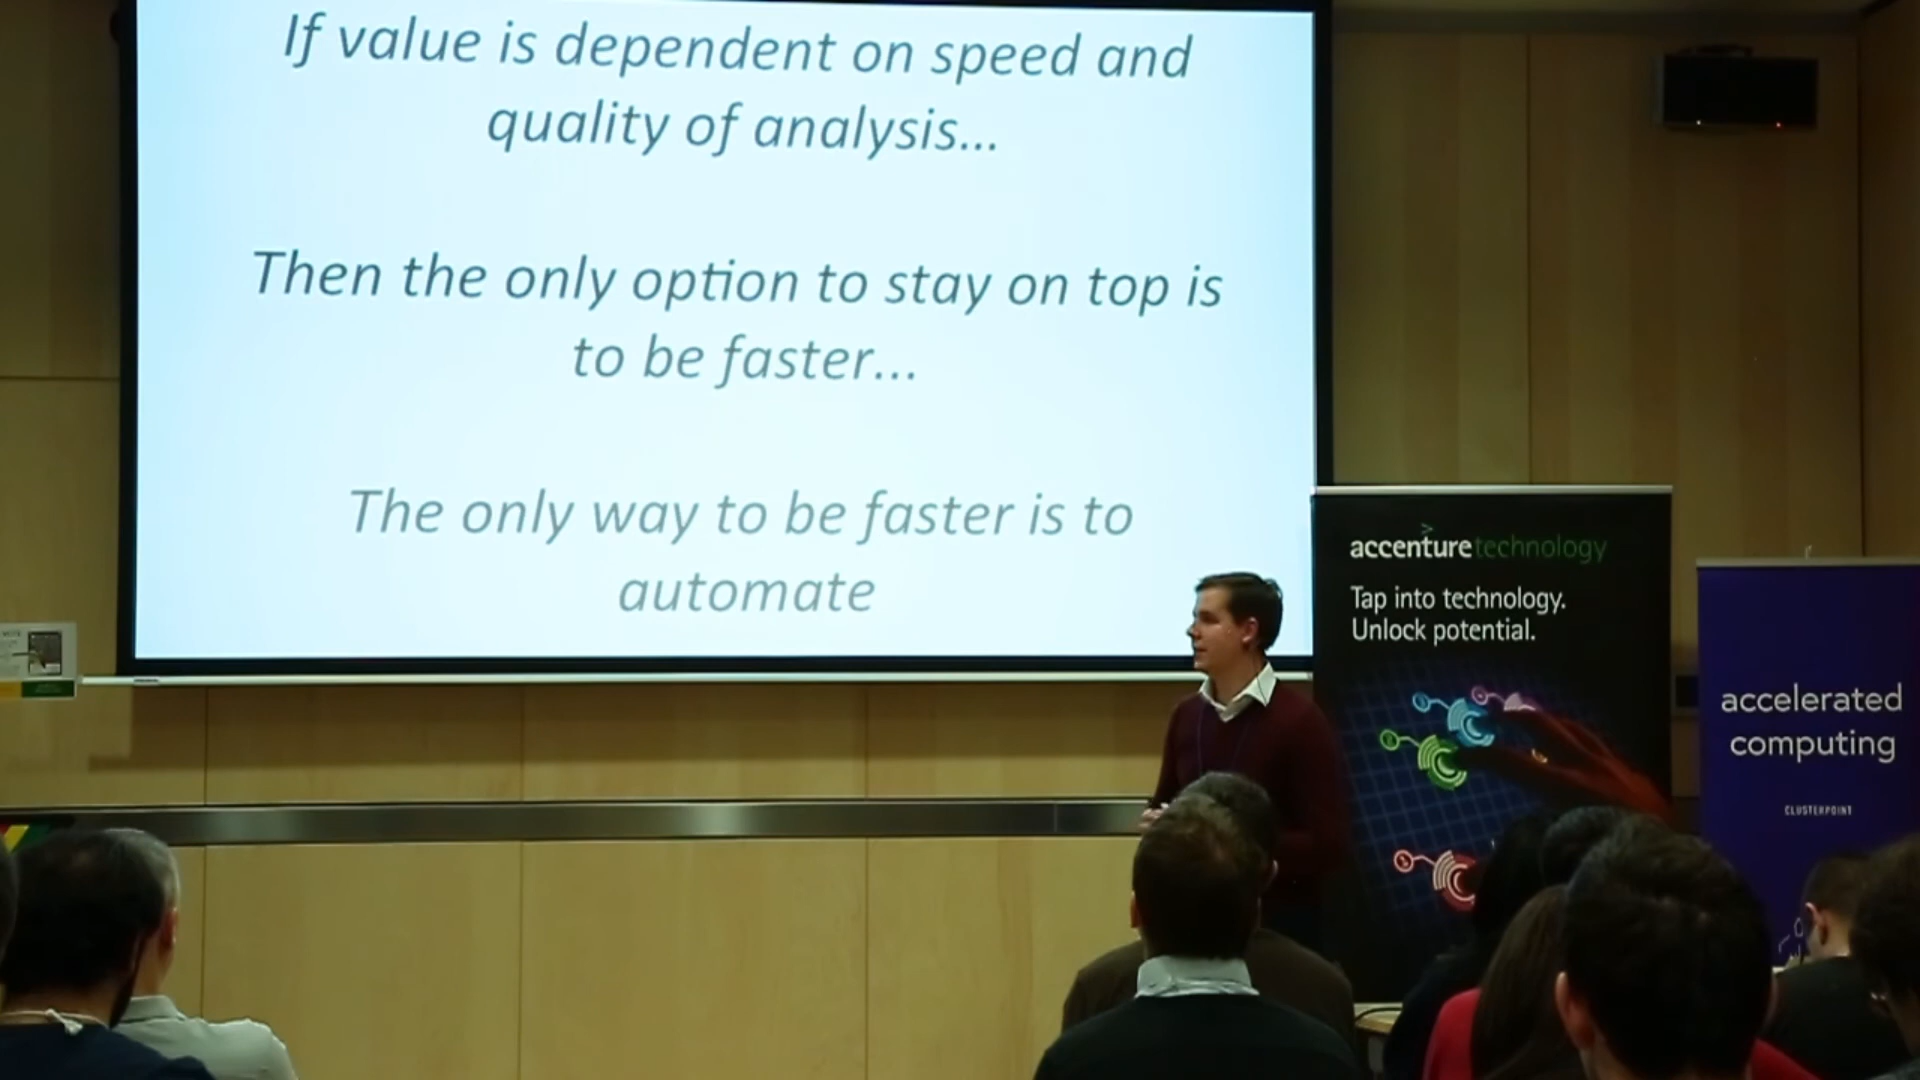 If value is dependent on speed and
quality of analysis...
Then the only option to stay on top is
to be faster...
The only way to be faster is to
automate
accenturetechnology
Tap into technology.
Unlock potential.
accelerated
computing
CLUSTERPOINT